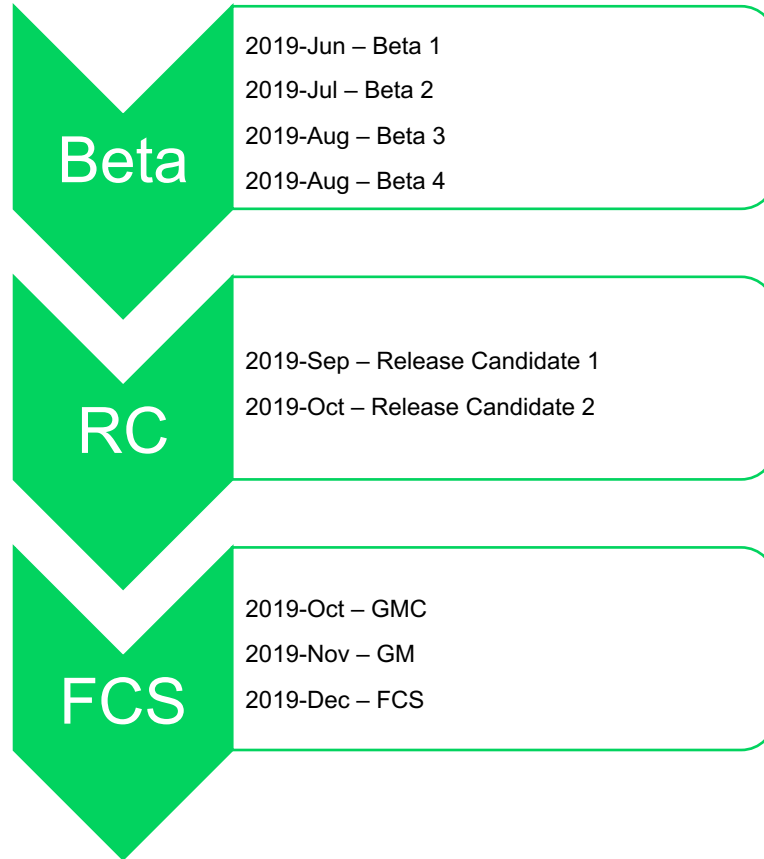 Beta
2019-Jun – Beta 1
2019-Jul – Beta 2
2019-Aug – Beta 3
2019-Aug – Beta 4
RC
2019-Sep – Release Candidate 1
2019-Oct – Release Candidate 2
FCS
2019-Oct – GMC
2019-Nov – GM
2019-Dec – FCS